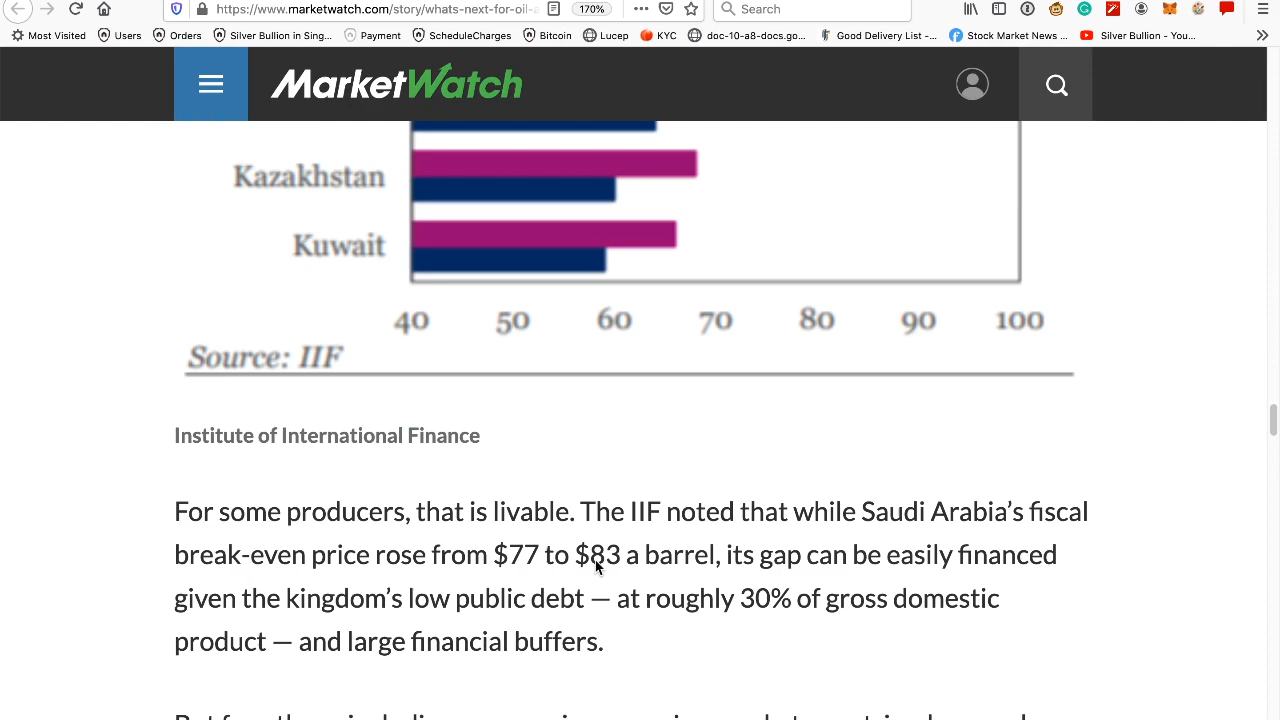 https://www.marketwatch.com/story/whats-next-for-oil-a
170%
Search
Most Visited
Users
Orders
Silver Bullion in Sing...
Payment
ScheduleCharges
Bitcoin
Lucep
KYC
doc-10-a8-docs.go...
Good Delivery List -...
Stock Market News ...
Silver Bullion - You...
MarketWatch
Kazakhstan
Kuwait
40 50 60 70 80 90 100
Source: IIF
Institute of International Finance
For some producers, that is livable. The IIF noted that while Saudi Arabia’s fiscal
break-even price rose from $77 to $83 a barrel, its gap can be easily financed
given the kingdom’s low public debt — at roughly 30% of gross domestic
product — and large financial buffers.